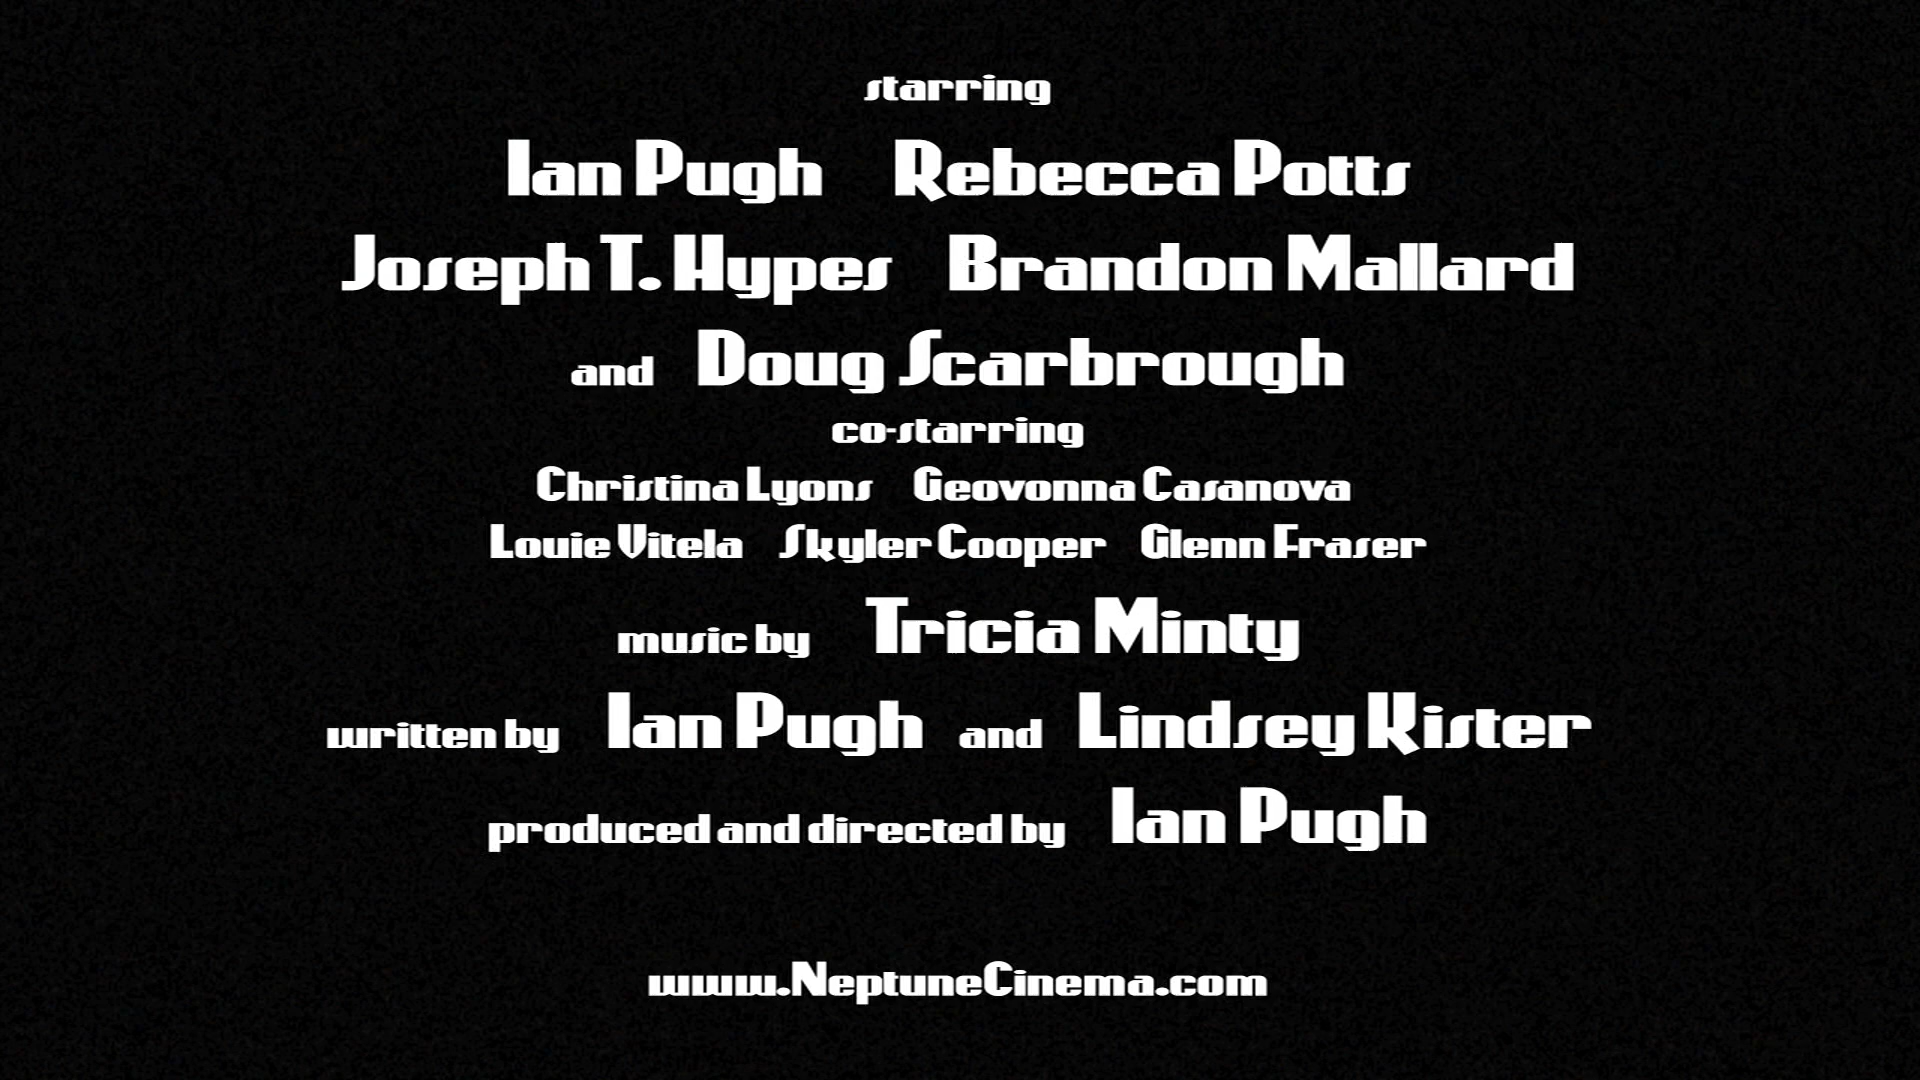 starring
Ian Pugh Rebecca Potts
Joseph T. Hypes Brandon Mallard
and Doug Scarbrough
co-starring
Christina Lyons Geovonna Casanova
Louie Vitela Skyler Cooper Glenn Fraser
music by Tricia Minty
written by Ian Pugh and Lindsey Kister
produced and directed by Ian Pugh
www.NeptuneCinema.com